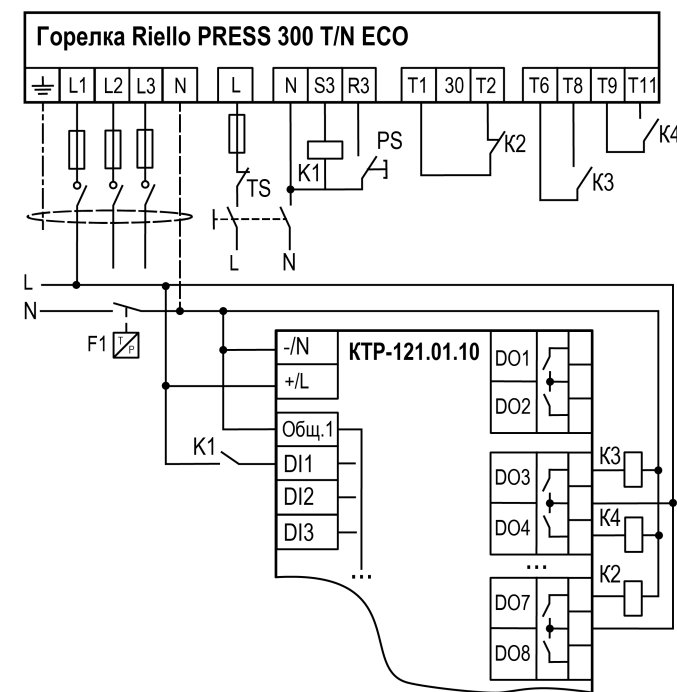 Горелка Riello PRESS 300 T/N ECO
L1 L2 L3 N L N S3 R3 T1 30 T2 T6 T8 T9 T11
PS
K2
K4
K1
TS
K3
L N
L
N
F1
T
P
-/N
КТР-121.01.10
DO1
+/L
DO2
Общ.1
K1
DI1
K3
DO3
DI2
K4
DI3
DO4
...
...
K2
DO7
DO8